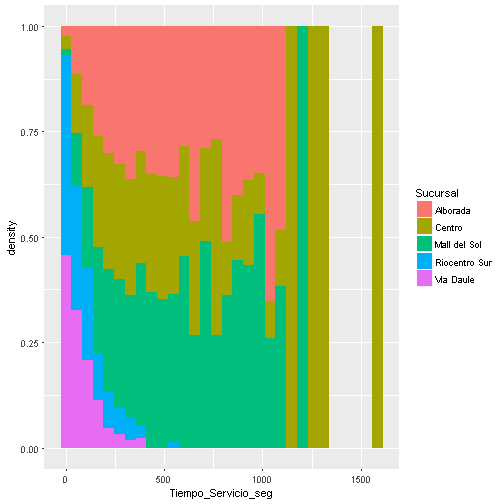 1.00
0.75
0.50
0.25
0.00
density
0
500
1000
1500
Tiempo_Servicio_seg
Sucursal
Alborada
Centro
Mall del Sol
Riocentro Sur
Via Daule